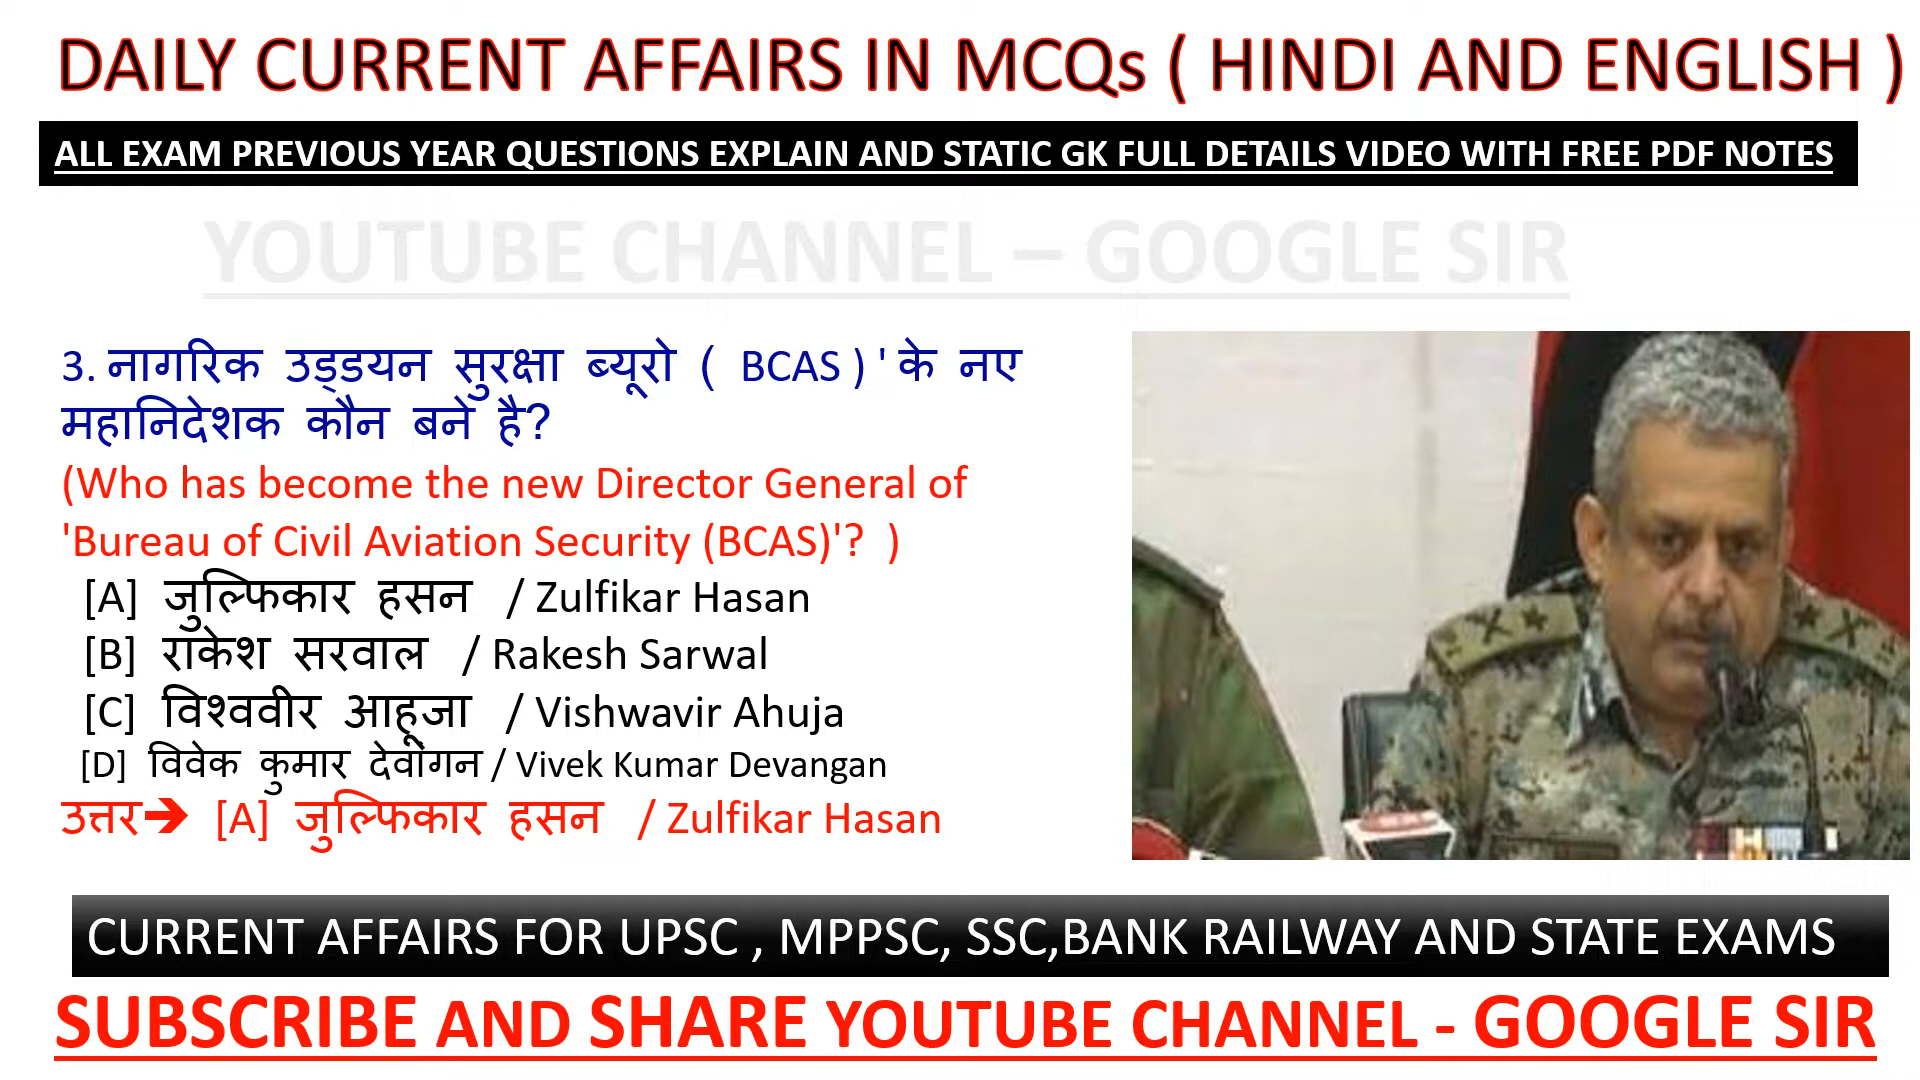 DAILY CURRENT AFFAIRS IN MCQs ( HINDI AND ENGLISH )
ALL EXAM PREVIOUS YEAR QUESTIONS EXPLAIN AND STATIC GK FULL DETAILS VIDEO WITH FREE PDF NOTES
YOUTUBE CHANNEL – GOOGLE SIR
3. नागरिक उड्डयन सुरक्षा ब्यूरो ( BCAS ) ' के नए
महानिदेशक कौन बने है?
(Who has become the new Director General of
'Bureau of Civil Aviation Security (BCAS)'? )
[A] जुल्फिकार हसन / Zulfikar Hasan
[B] राकेश सरवाल / Rakesh Sarwal
[C] विश्ववीर आहूजा / Vishwavir Ahuja
[D] विवेक कुमार देवांगन / Vivek Kumar Devangan
उत्तर➔ [A] जुल्फिकार हसन / Zulfikar Hasan
CURRENT AFFAIRS FOR UPSC , MPPSC, SSC,BANK RAILWAY AND STATE EXAMS
SUBSCRIBE AND SHARE YOUTUBE CHANNEL - GOOGLE SIR